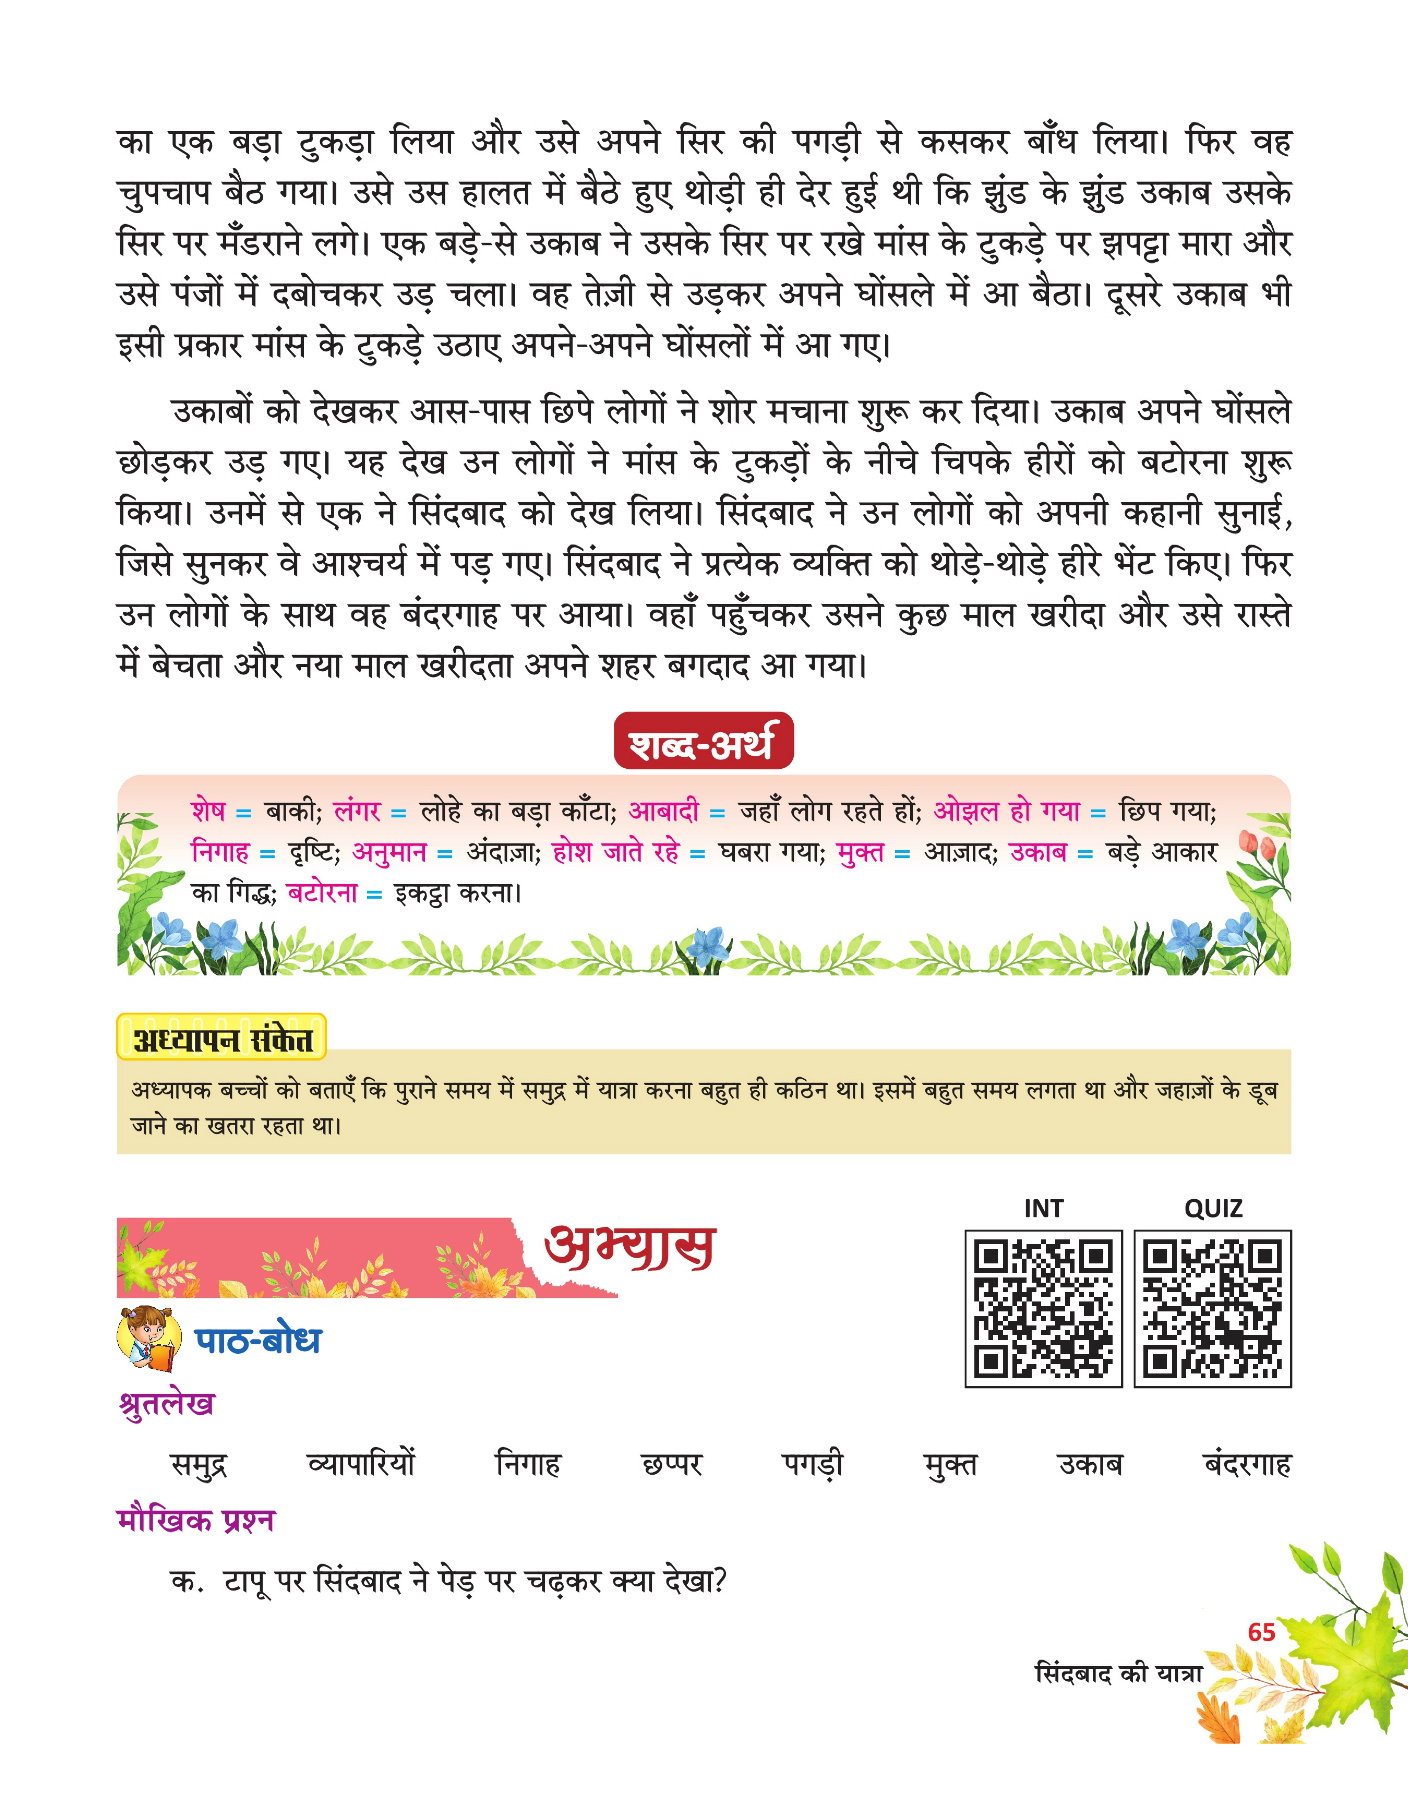 का एक बड़ा टुकड़ा लिया और उसे अपने सिर की पगड़ी से कसकर बाँध लिया। फिर वह
चुपचाप बैठ गया। उसे उस हालत में बैठे हुए थोड़ी ही देर हुई थी कि झुंड के झुंड उकाब उसके
सिर पर मँडराने लगे। एक बड़े-से उकाब ने उसके सिर पर रखे मांस के टुकड़े पर झपट्टा मारा और
उसे पंजों में दबोचकर उड़ चला। वह तेज़ी से उड़कर अपने घोंसले में आ बैठा। दूसरे उकाब भी
इसी प्रकार मांस के टुकड़े उठाए अपने-अपने घोंसलों में आ गए।
उकाबों को देखकर आस-पास छिपे लोगों ने शोर मचाना शुरू कर दिया। उकाब अपने घोंसले
छोड़कर उड़ गए। यह देख उन लोगों ने मांस के टुकड़ों के नीचे चिपके हीरों को बटोरना शुरू
किया। उनमें से एक ने सिंदबाद को देख लिया। सिंदबाद ने उन लोगों को अपनी कहानी सुनाई,
जिसे सुनकर वे आश्चर्य में पड़ गए। सिंदबाद ने प्रत्येक व्यक्ति को थोड़े-थोड़े हीरे भेंट किए। फिर
उन लोगों के साथ वह बंदरगाह पर आया। वहाँ पहुँचकर उसने कुछ माल खरीदा और उसे रास्ते
में बेचता और नया माल खरीदता अपने शहर बगदाद आ गया।
शब्द-अर्थ
शेष = बाकी; लंगर = लोहे का बड़ा काँटा; आबादी = जहाँ लोग रहते हों; ओझल हो गया = छिप गया;
निगाह = दृष्टि; अनुमान = अंदाज़ा; होश जाते रहे = घबरा गया; मुक्त = आज़ाद; उकाब = बड़े आकार
का गिद्ध; बटोरना = इकट्ठा करना।
अध्यापन संकेत
अध्यापक बच्चों को बताएँ कि पुराने समय में समुद्र में यात्रा करना बहुत ही कठिन था। इसमें बहुत समय लगता था और जहाज़ों के डूब
जाने का खतरा रहता था।
INT QUIZ
अभ्यास
पाठ-बोध
श्रुतलेख
समुद्र व्यापारियों निगाह छप्पर पगड़ी मुक्त उकाब बंदरगाह
मौखिक प्रश्न
क. टापू पर सिंदबाद ने पेड़ पर चढ़कर क्या देखा?
65
सिंदबाद की यात्रा